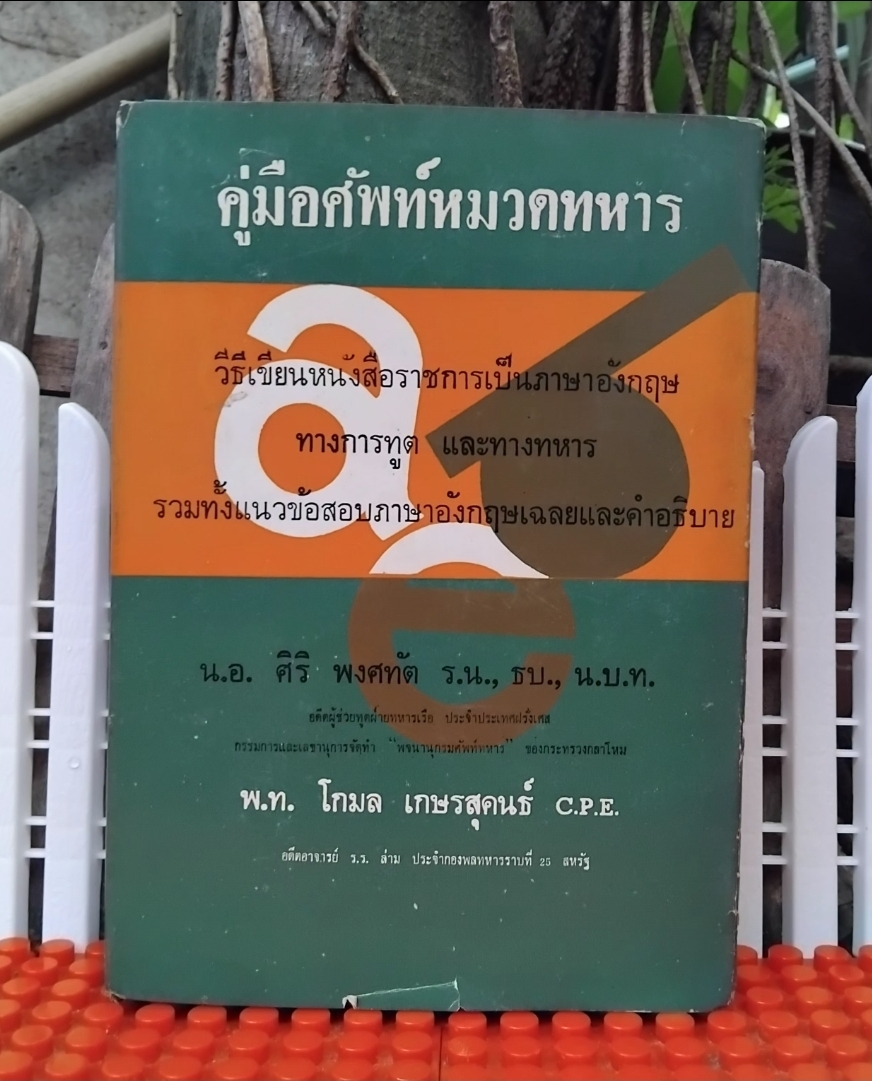 คู่มือศัพท์หมวดทหาร
วิธีเขียนหนังสือราชการเป็นภาษาอังกฤษ
ทางการทูต และทางทหาร
รวมทั้งแนวข้อสอบภาษาอังกฤษเฉลยและคำอธิบาย
a
e
น.อ. ศิริ พงศทัต ร.น., ธบ., น.บ.ท.
อดีตผู้ช่วยทูตฝ่ายทหารเรือ ประจำประเทศฝรั่งเศส
กรรมการและเลขานุการจัดทำ "พจนานุกรมศัพท์ทหาร" ของกระทรวงกลาโหม
พ.ท. โกมล เกษรสุคนธ์ C.P.E.
อดีตอาจารย์ ร.ร. ล่าม ประจำกองพลทหารราบที่ 25 สหรัฐ